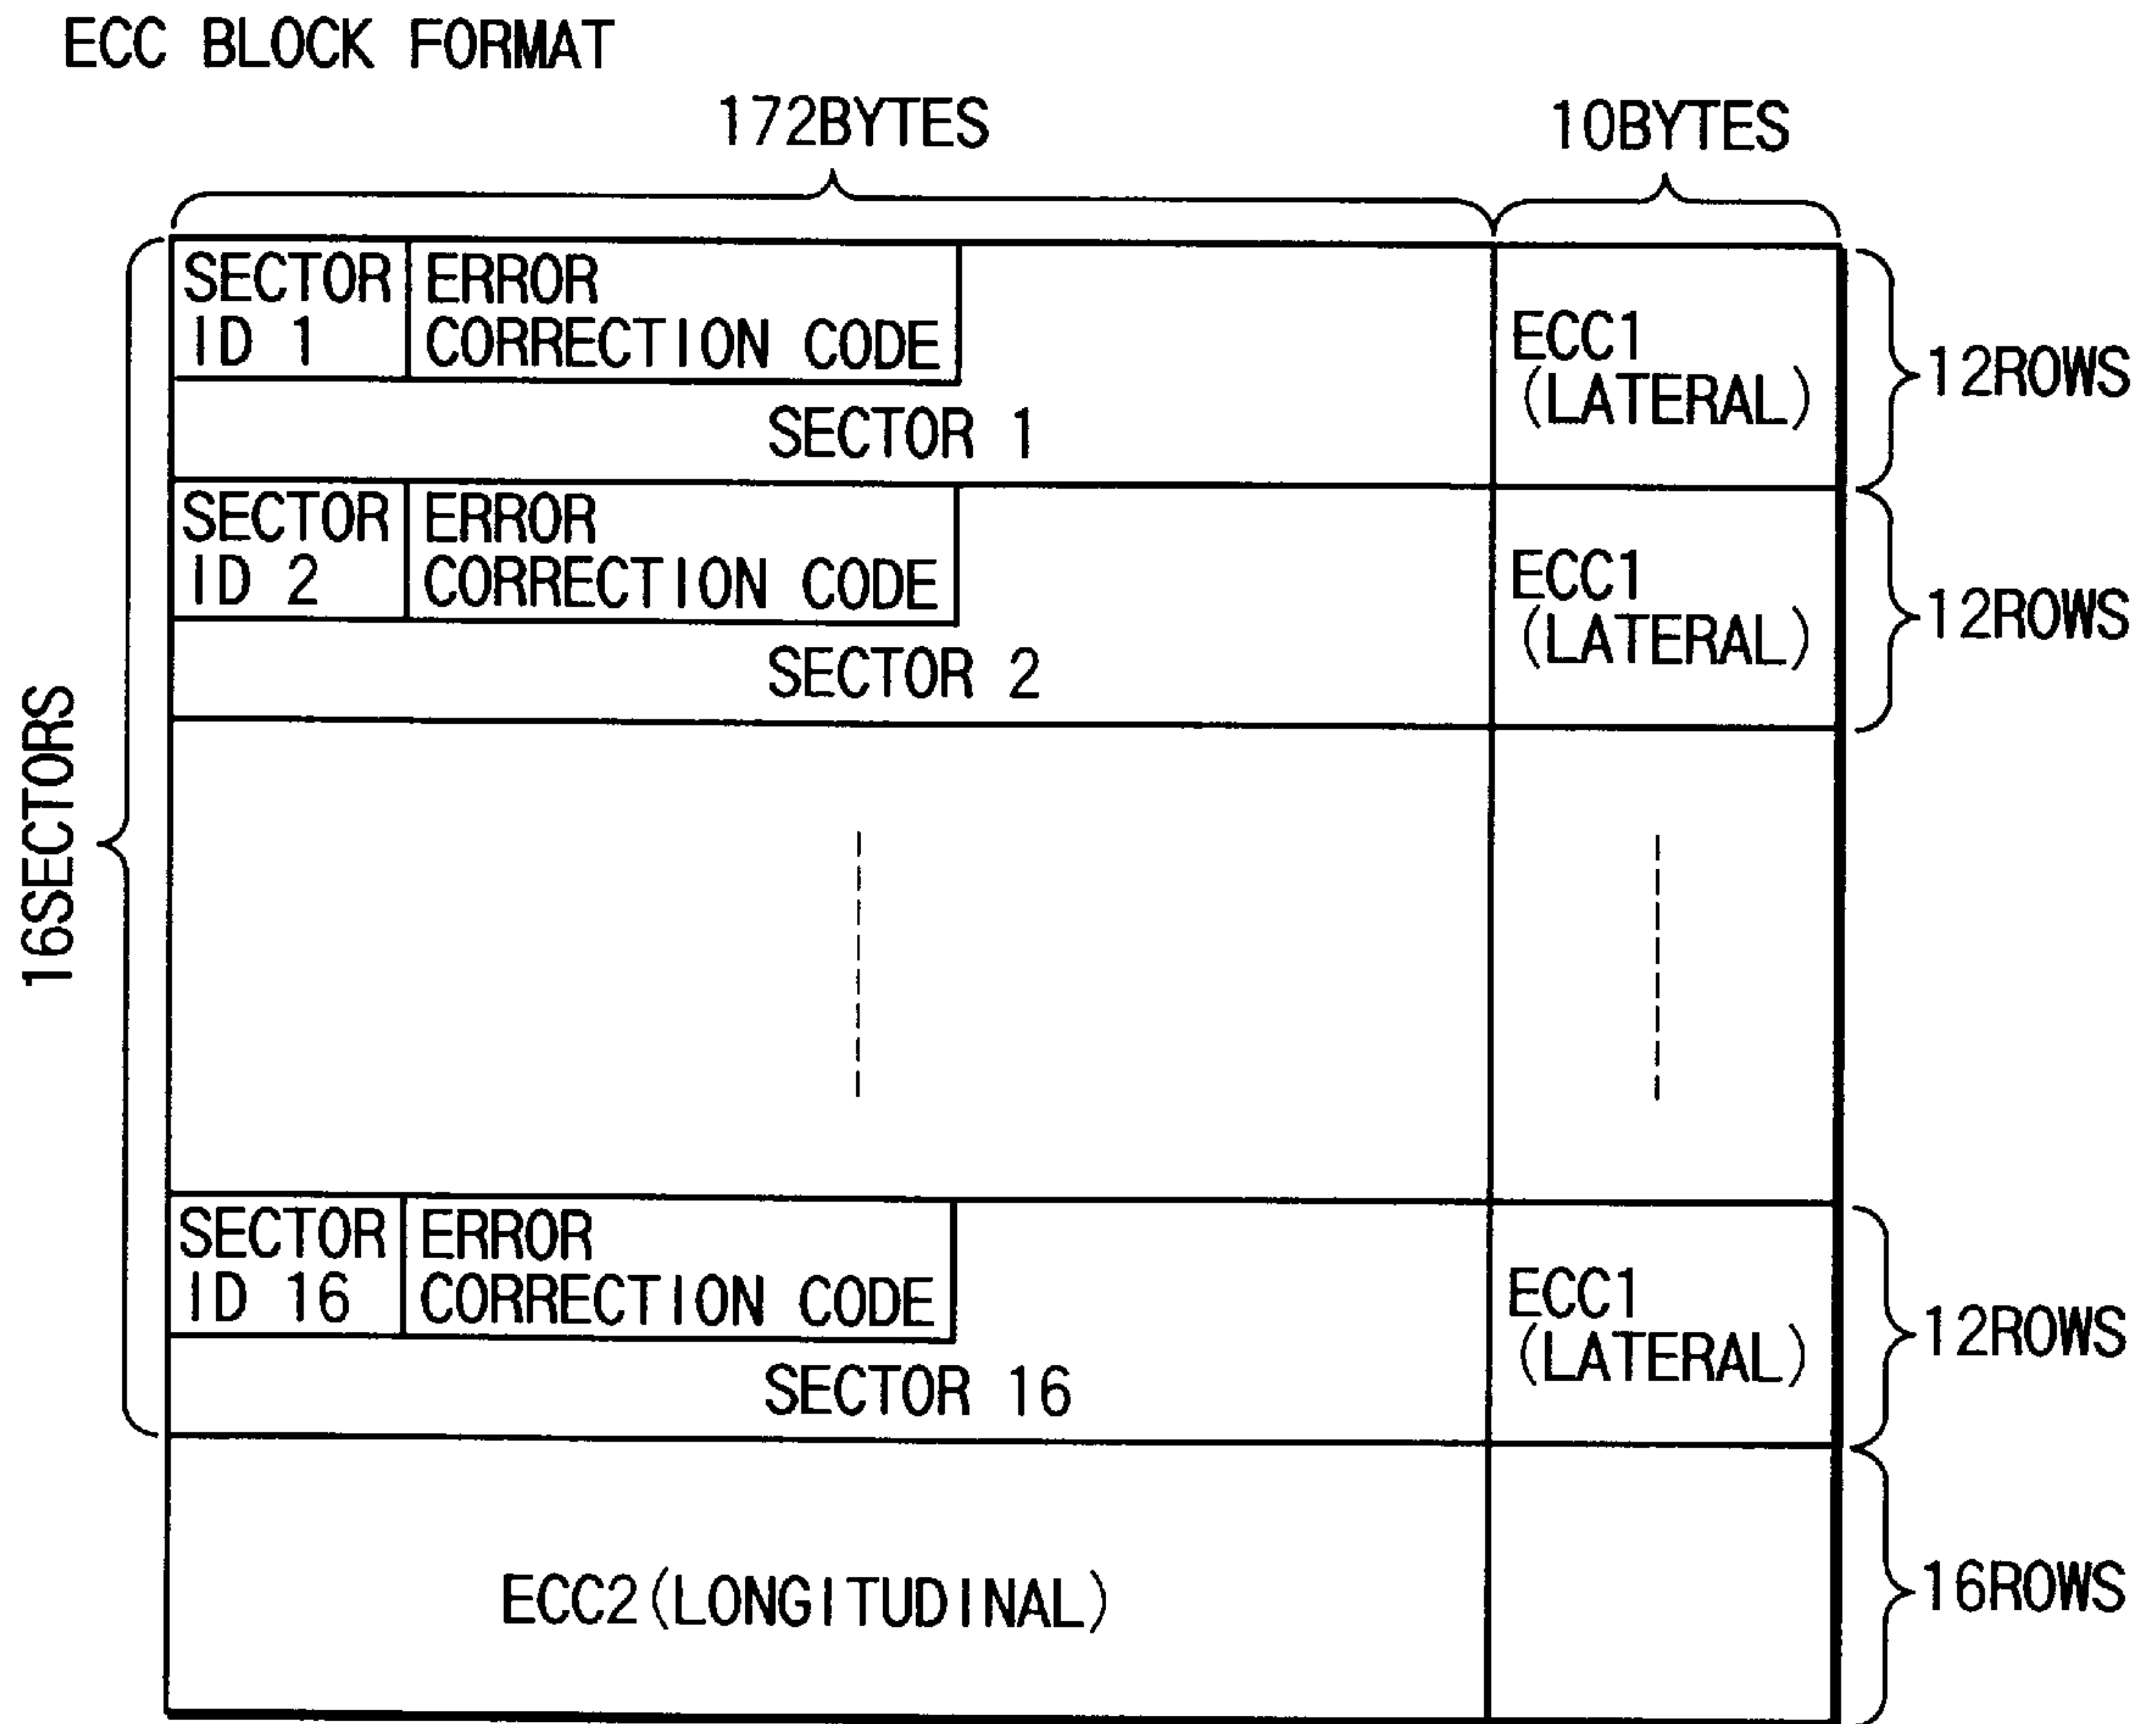 ECC BLOCK FORMAT
172BYTES
10BYTES
SECTOR
ID 1
ERROR
CORRECTION CODE
SECTOR 1
ECC1
(LATERAL)
12ROWS
SECTOR
ID 2
ERROR
CORRECTION CODE
SECTOR 2
ECC1
(LATERAL)
12ROWS
16SECTORS
SECTOR
ID 16
ERROR
CORRECTION CODE
SECTOR 16
ECC1
(LATERAL)
12ROWS
ECC2(LONGITUDINAL)
16ROWS